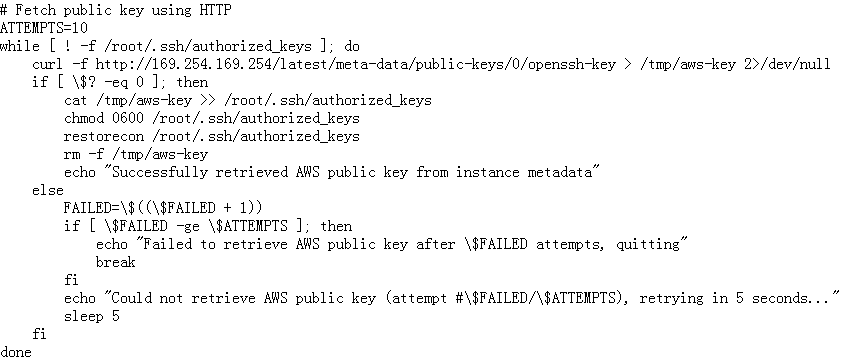 # Fetch public key using HTTP
ATTEMPTS=10
while [ ! -f /root/.ssh/authorized_keys ]; do
    curl -f http://169.254.169.254/latest/meta-data/public-keys/0/openssh-key > /tmp/aws-key 2>/dev/null
    if [ \$? -eq 0 ]; then
        cat /tmp/aws-key >> /root/.ssh/authorized_keys
        chmod 0600 /root/.ssh/authorized_keys
        restorecon /root/.ssh/authorized_keys
        rm -f /tmp/aws-key
        echo "Successfully retrieved AWS public key from instance metadata"
    else
        FAILED=\$((\$FAILED + 1))
        if [ \$FAILED -ge \$ATTEMPTS ]; then
            echo "Failed to retrieve AWS public key after \$FAILED attempts, quitting"
            break
        fi
        echo "Could not retrieve AWS public key (attempt #\$FAILED/\$ATTEMPTS), retrying in 5 seconds..."
        sleep 5
    fi
done